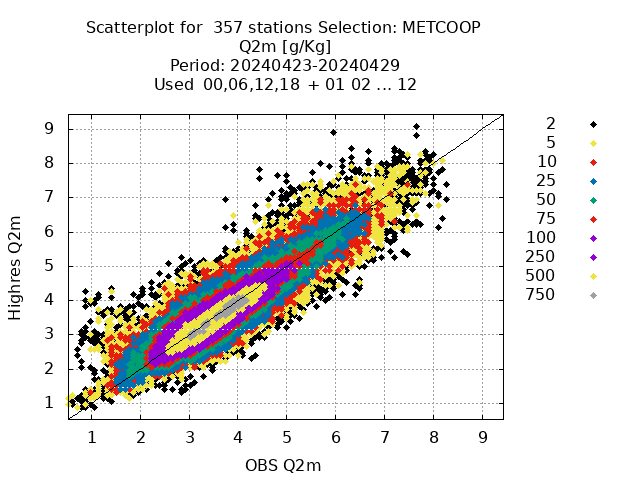 Scatterplot for  357 stations Selection: METCOOP
Q2m [g/Kg]
Period: 20240423-20240429
Used  00,06,12,18 + 01 02 ... 12
2
5
10
25
50
75
100
250
500
750
9
8
7
6
5
4
3
2
1
Highres Q2m
1 2 3 4 5 6 7 8 9
OBS Q2m